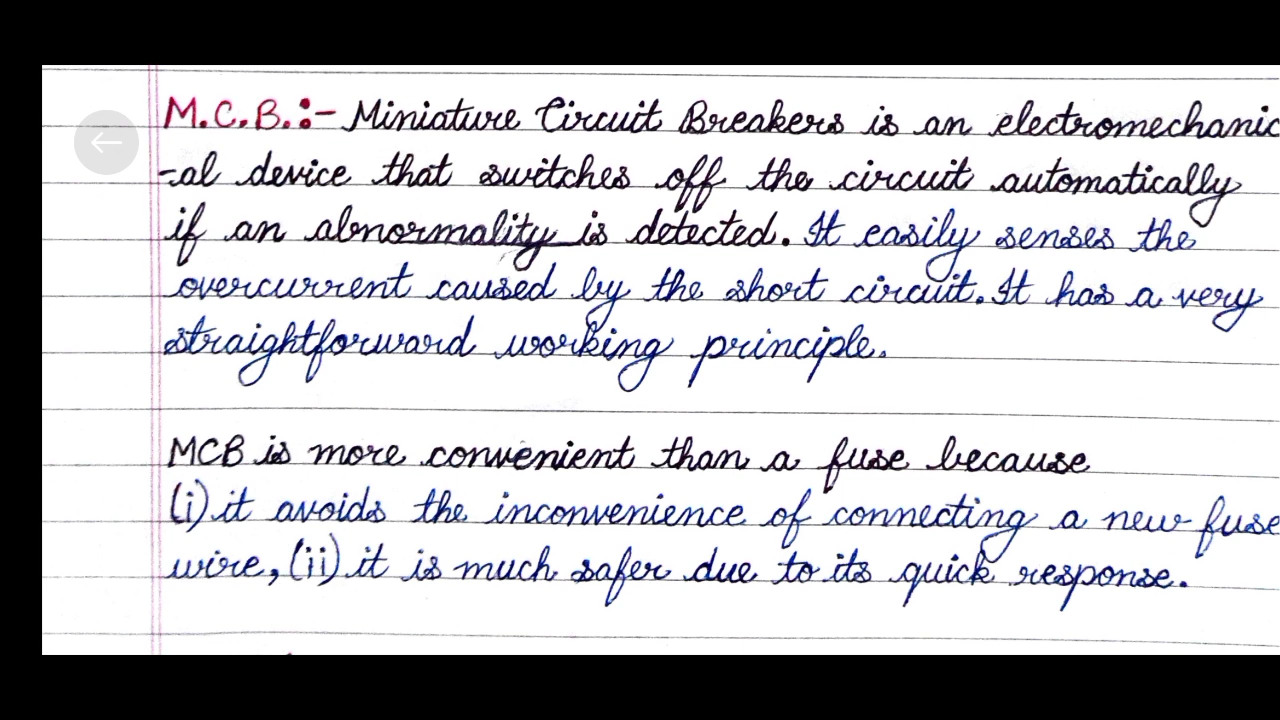 M.C.B.:- Miniature Circuit Breakers is an electromechanic
-al device that switches off the circuit automatically
if an abnormality is detected. It easily senses the
overcurrent caused by the short circuit. It has a very
straightforward working principle.
MCB is more convenient than a fuse because
(i) it avoids the inconvenience of connecting a new fuse
wire, (ii) it is much safer due to its quick response.